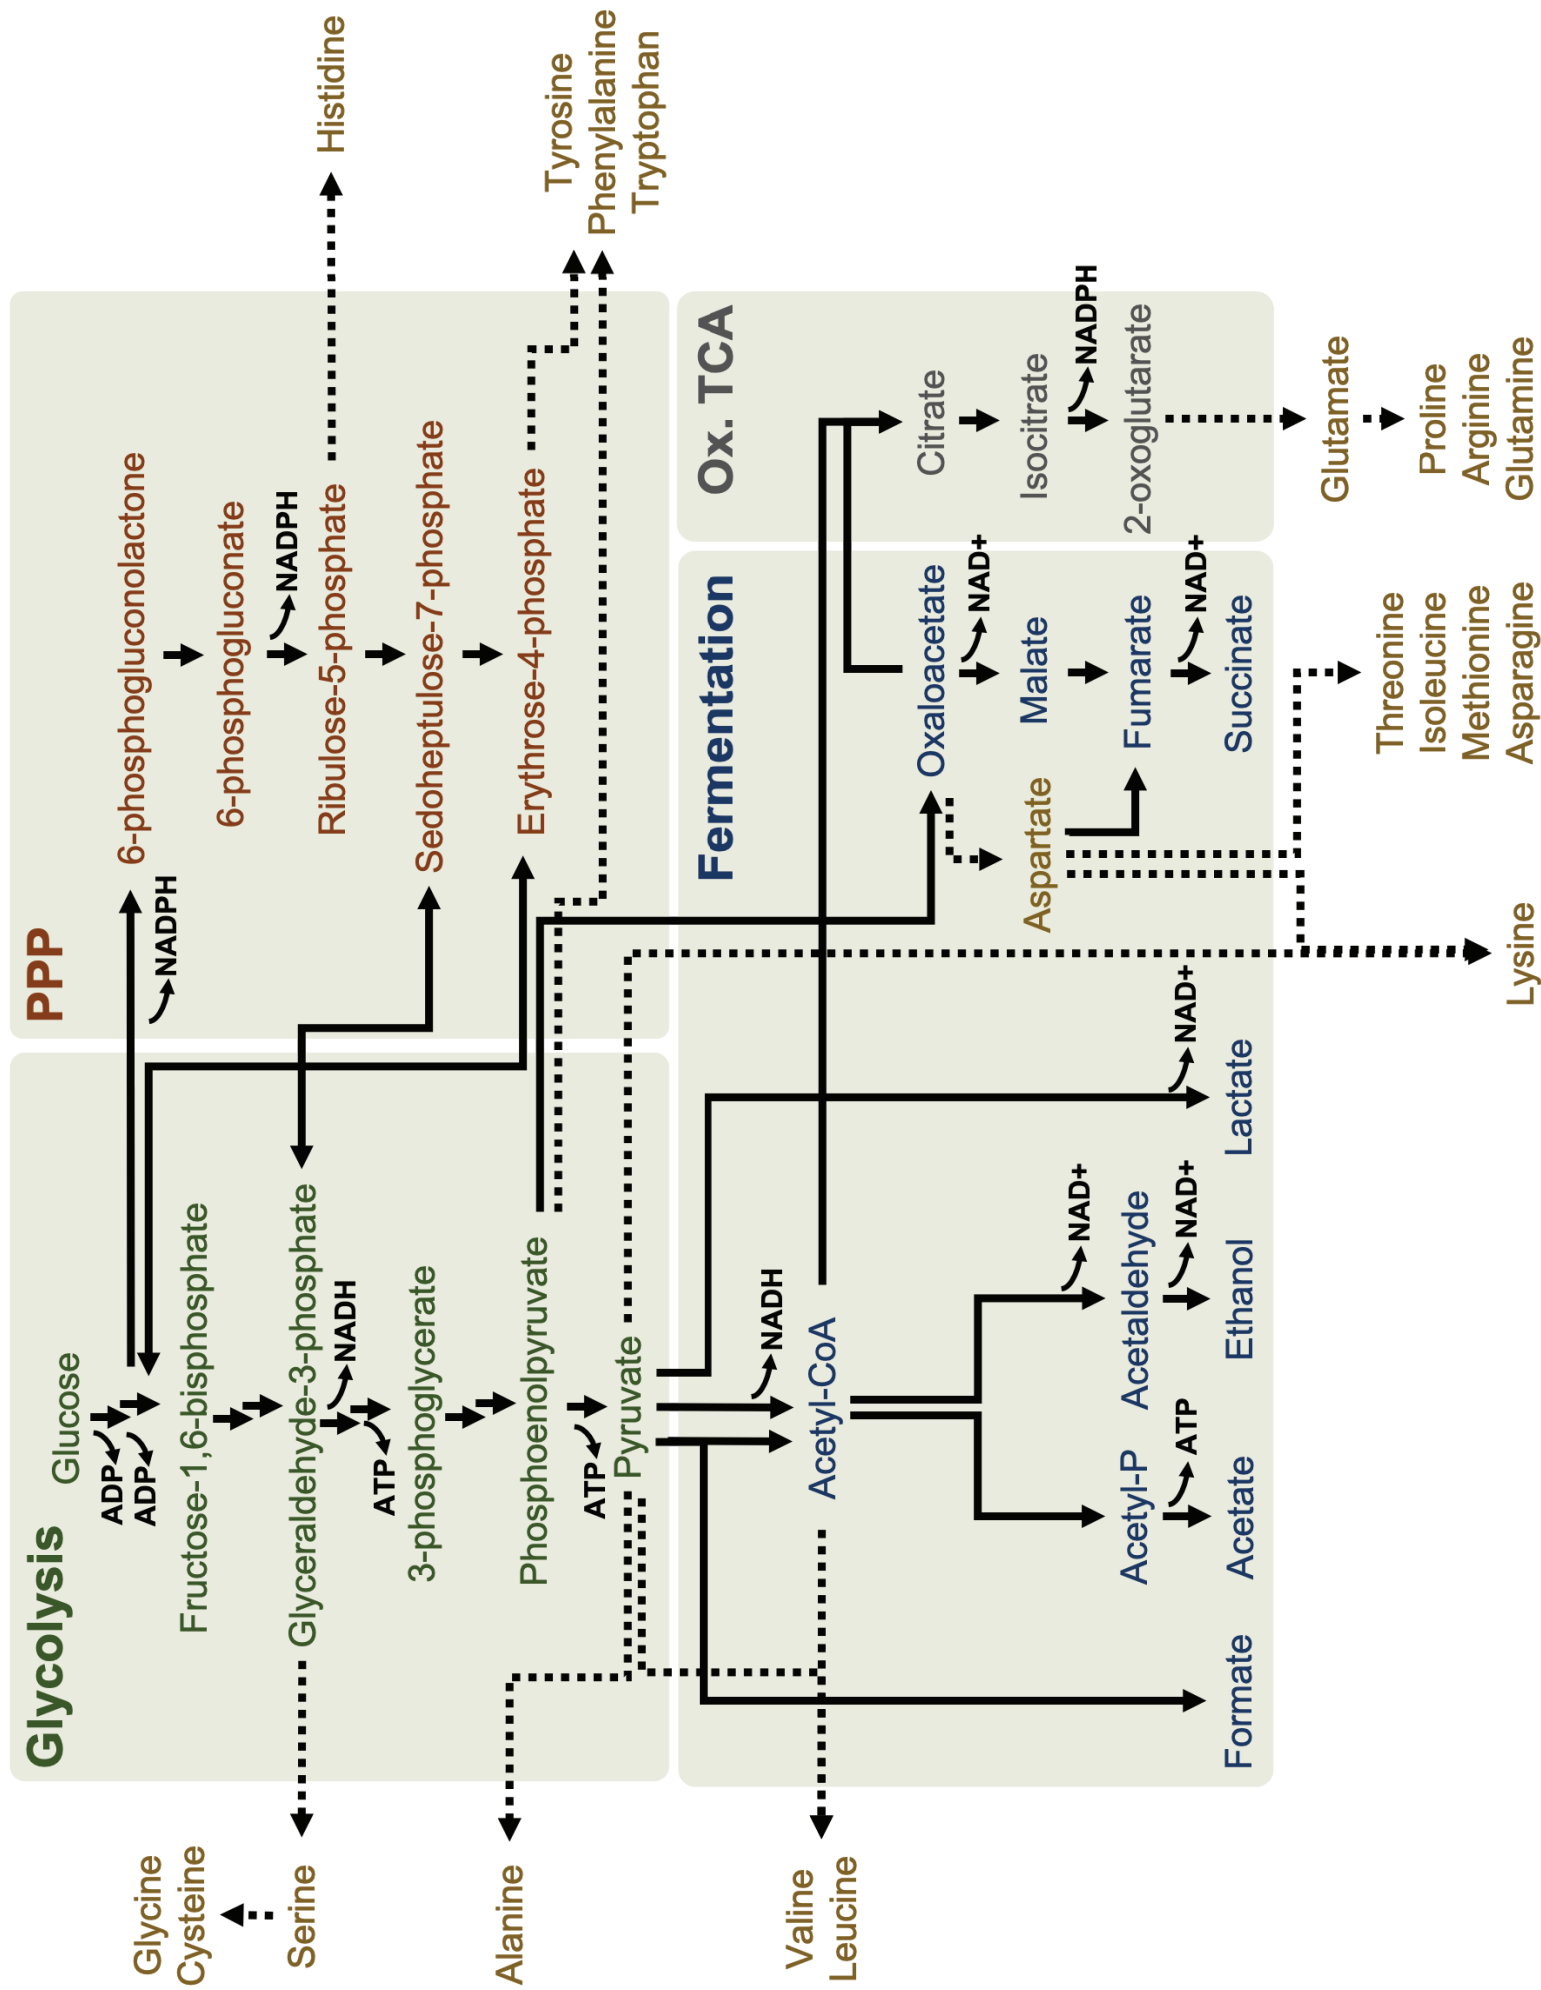 Glycolysis
Glucose
ADP
ADP
Fructose-1,6-bisphosphate
Glyceraldehyde-3-phosphate
NADH
ATP
3-phosphoglycerate
Phosphoenolpyruvate
ATP
Pyruvate
PPP
6-phosphogluconolactone
NADPH
6-phosphogluconate
NADPH
Ribulose-5-phosphate
Sedoheptulose-7-phosphate
Erythrose-4-phosphate
Histidine
Tyrosine
Phenylalanine
Tryptophan
Glycine
Cysteine
Serine
Alanine
Valine
Leucine
Fermentation
NADH
Acetyl-CoA
Acetyl-P
ATP
Acetate
Acetaldehyde
NAD+
NAD+
Ethanol
Formate
Lactate
NAD+
Oxaloacetate
NAD+
Malate
Aspartate
Fumarate
NAD+
Succinate
Ox. TCA
Citrate
Isocitrate
NADPH
2-oxoglutarate
Glutamate
Proline
Arginine
Glutamine
Threonine
Isoleucine
Methionine
Asparagine
Lysine